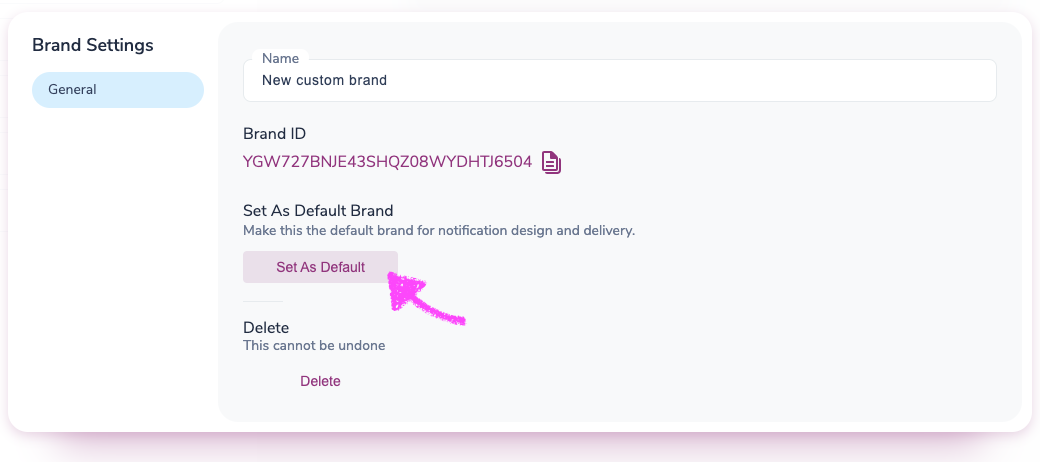 Brand Settings
General
Name
New custom brand
Brand ID
YGW727BNJE43SHQZ08WYDHTJ6504
Set As Default Brand
Make this the default brand for notification design and delivery.
Set As Default
Delete
This cannot be undone
Delete